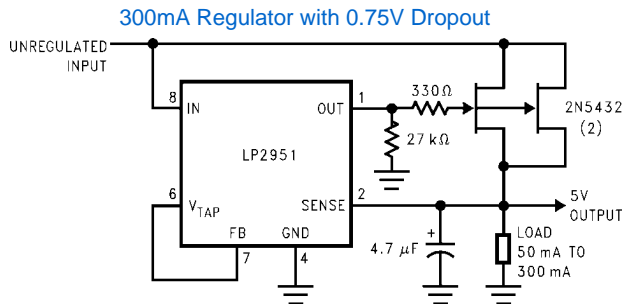 300mA Regulator with 0.75V Dropout
UNREGULATED
INPUT
8
IN
OUT
1
330Ω
27 kΩ
2N5432
(2)
LP2951
6
VTAP
SENSE
2
5V
OUTPUT
FB
GND
7
4
+
4.7 μF
LOAD
50 mA TO
300 mA